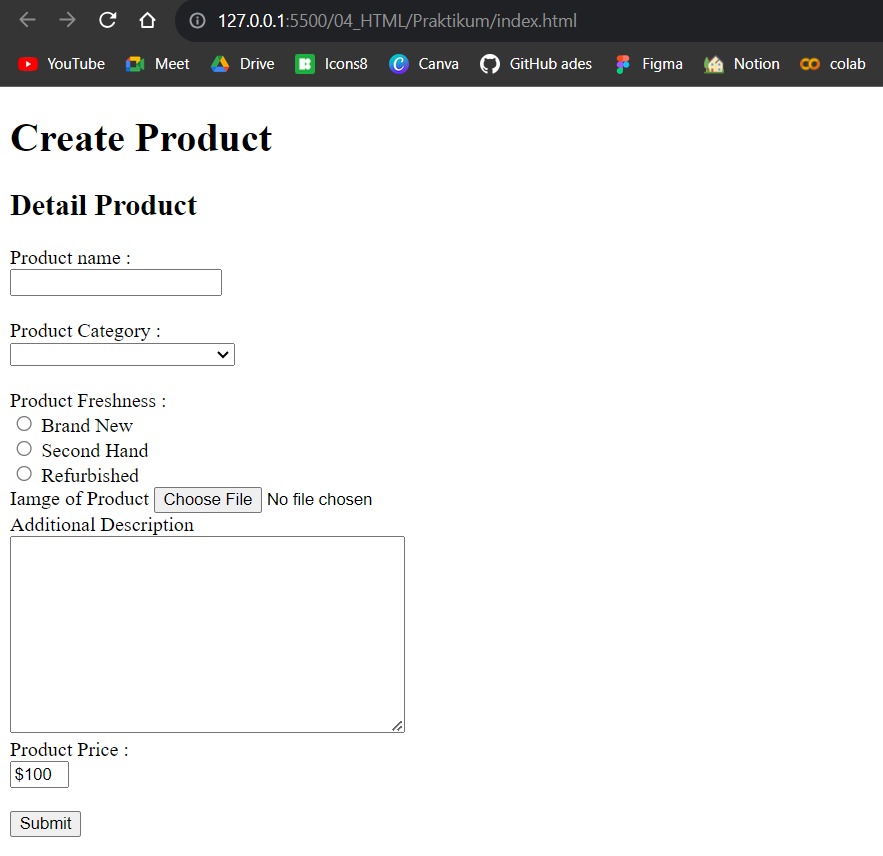 127.0.0.1:5500/04_HTML/Praktikum/index.html
YouTube Meet Drive Icons8 Canva GitHub ades Figma Notion colab
Create Product
Detail Product
Product name :
Product Category :
Product Freshness :
Brand New
Second Hand
Refurbished
Iamge of Product Choose File No file chosen
Additional Description
Product Price :
$100
Submit